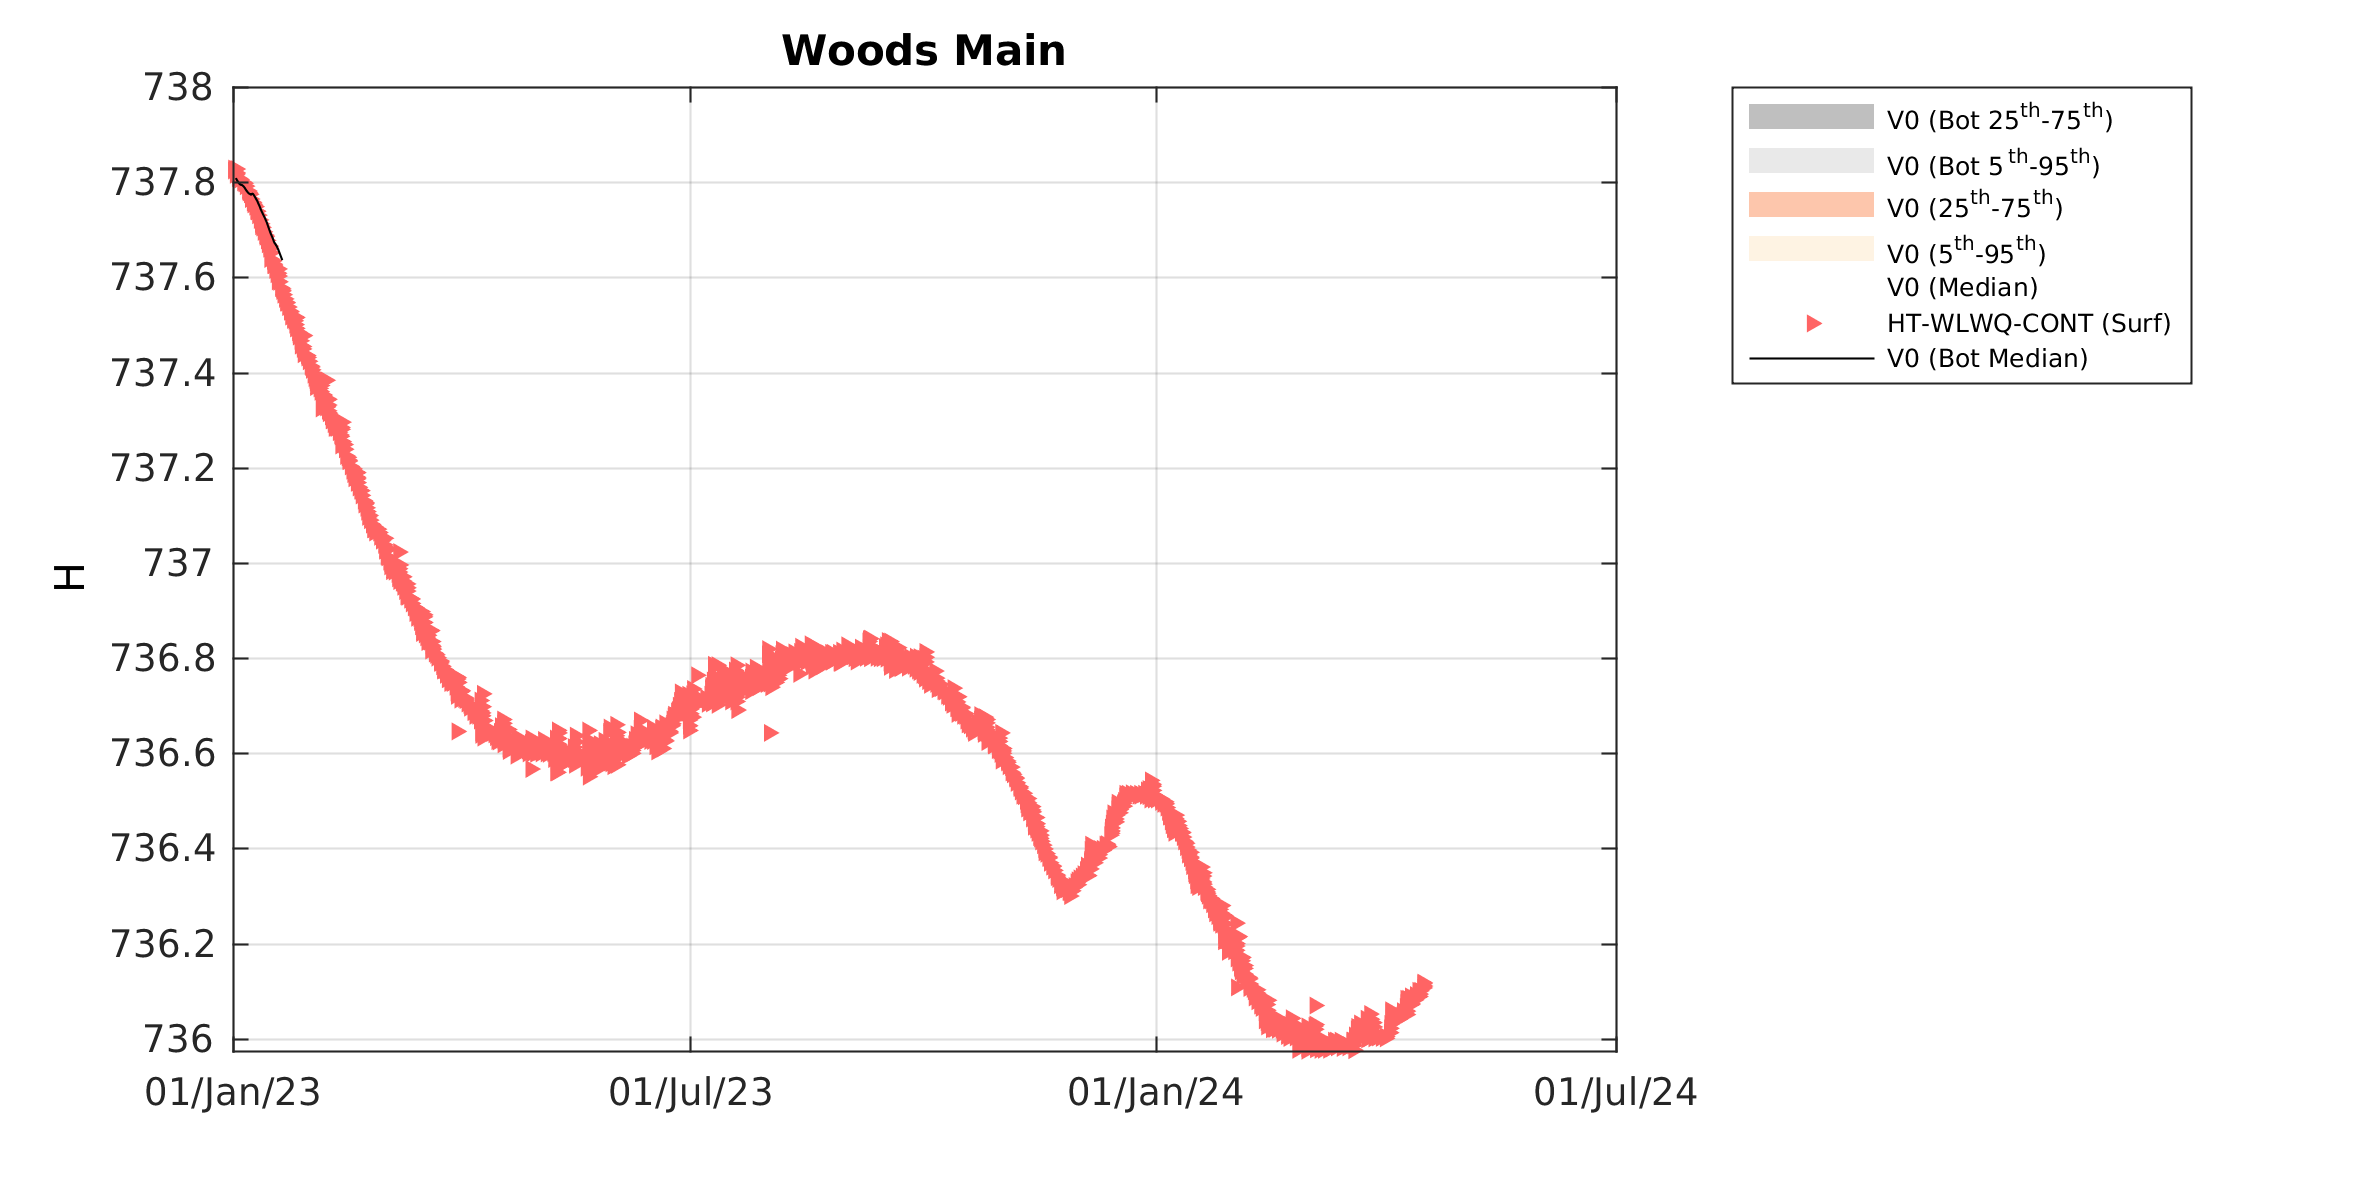 Woods Main
738
737.8
737.6
737.4
737.2
737
736.8
736.6
736.4
736.2
736
H
01/Jan/23
01/Jul/23
01/Jan/24
01/Jul/24
V0 (Bot 25th-75th)
V0 (Bot 5th-95th)
V0 (25th-75th)
V0 (5th-95th)
V0 (Median)
HT-WLWQ-CONT (Surf)
V0 (Bot Median)